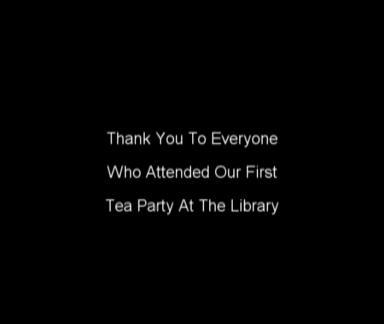 Thank You To Everyone
Who Attended Our First
Tea Party At The Library